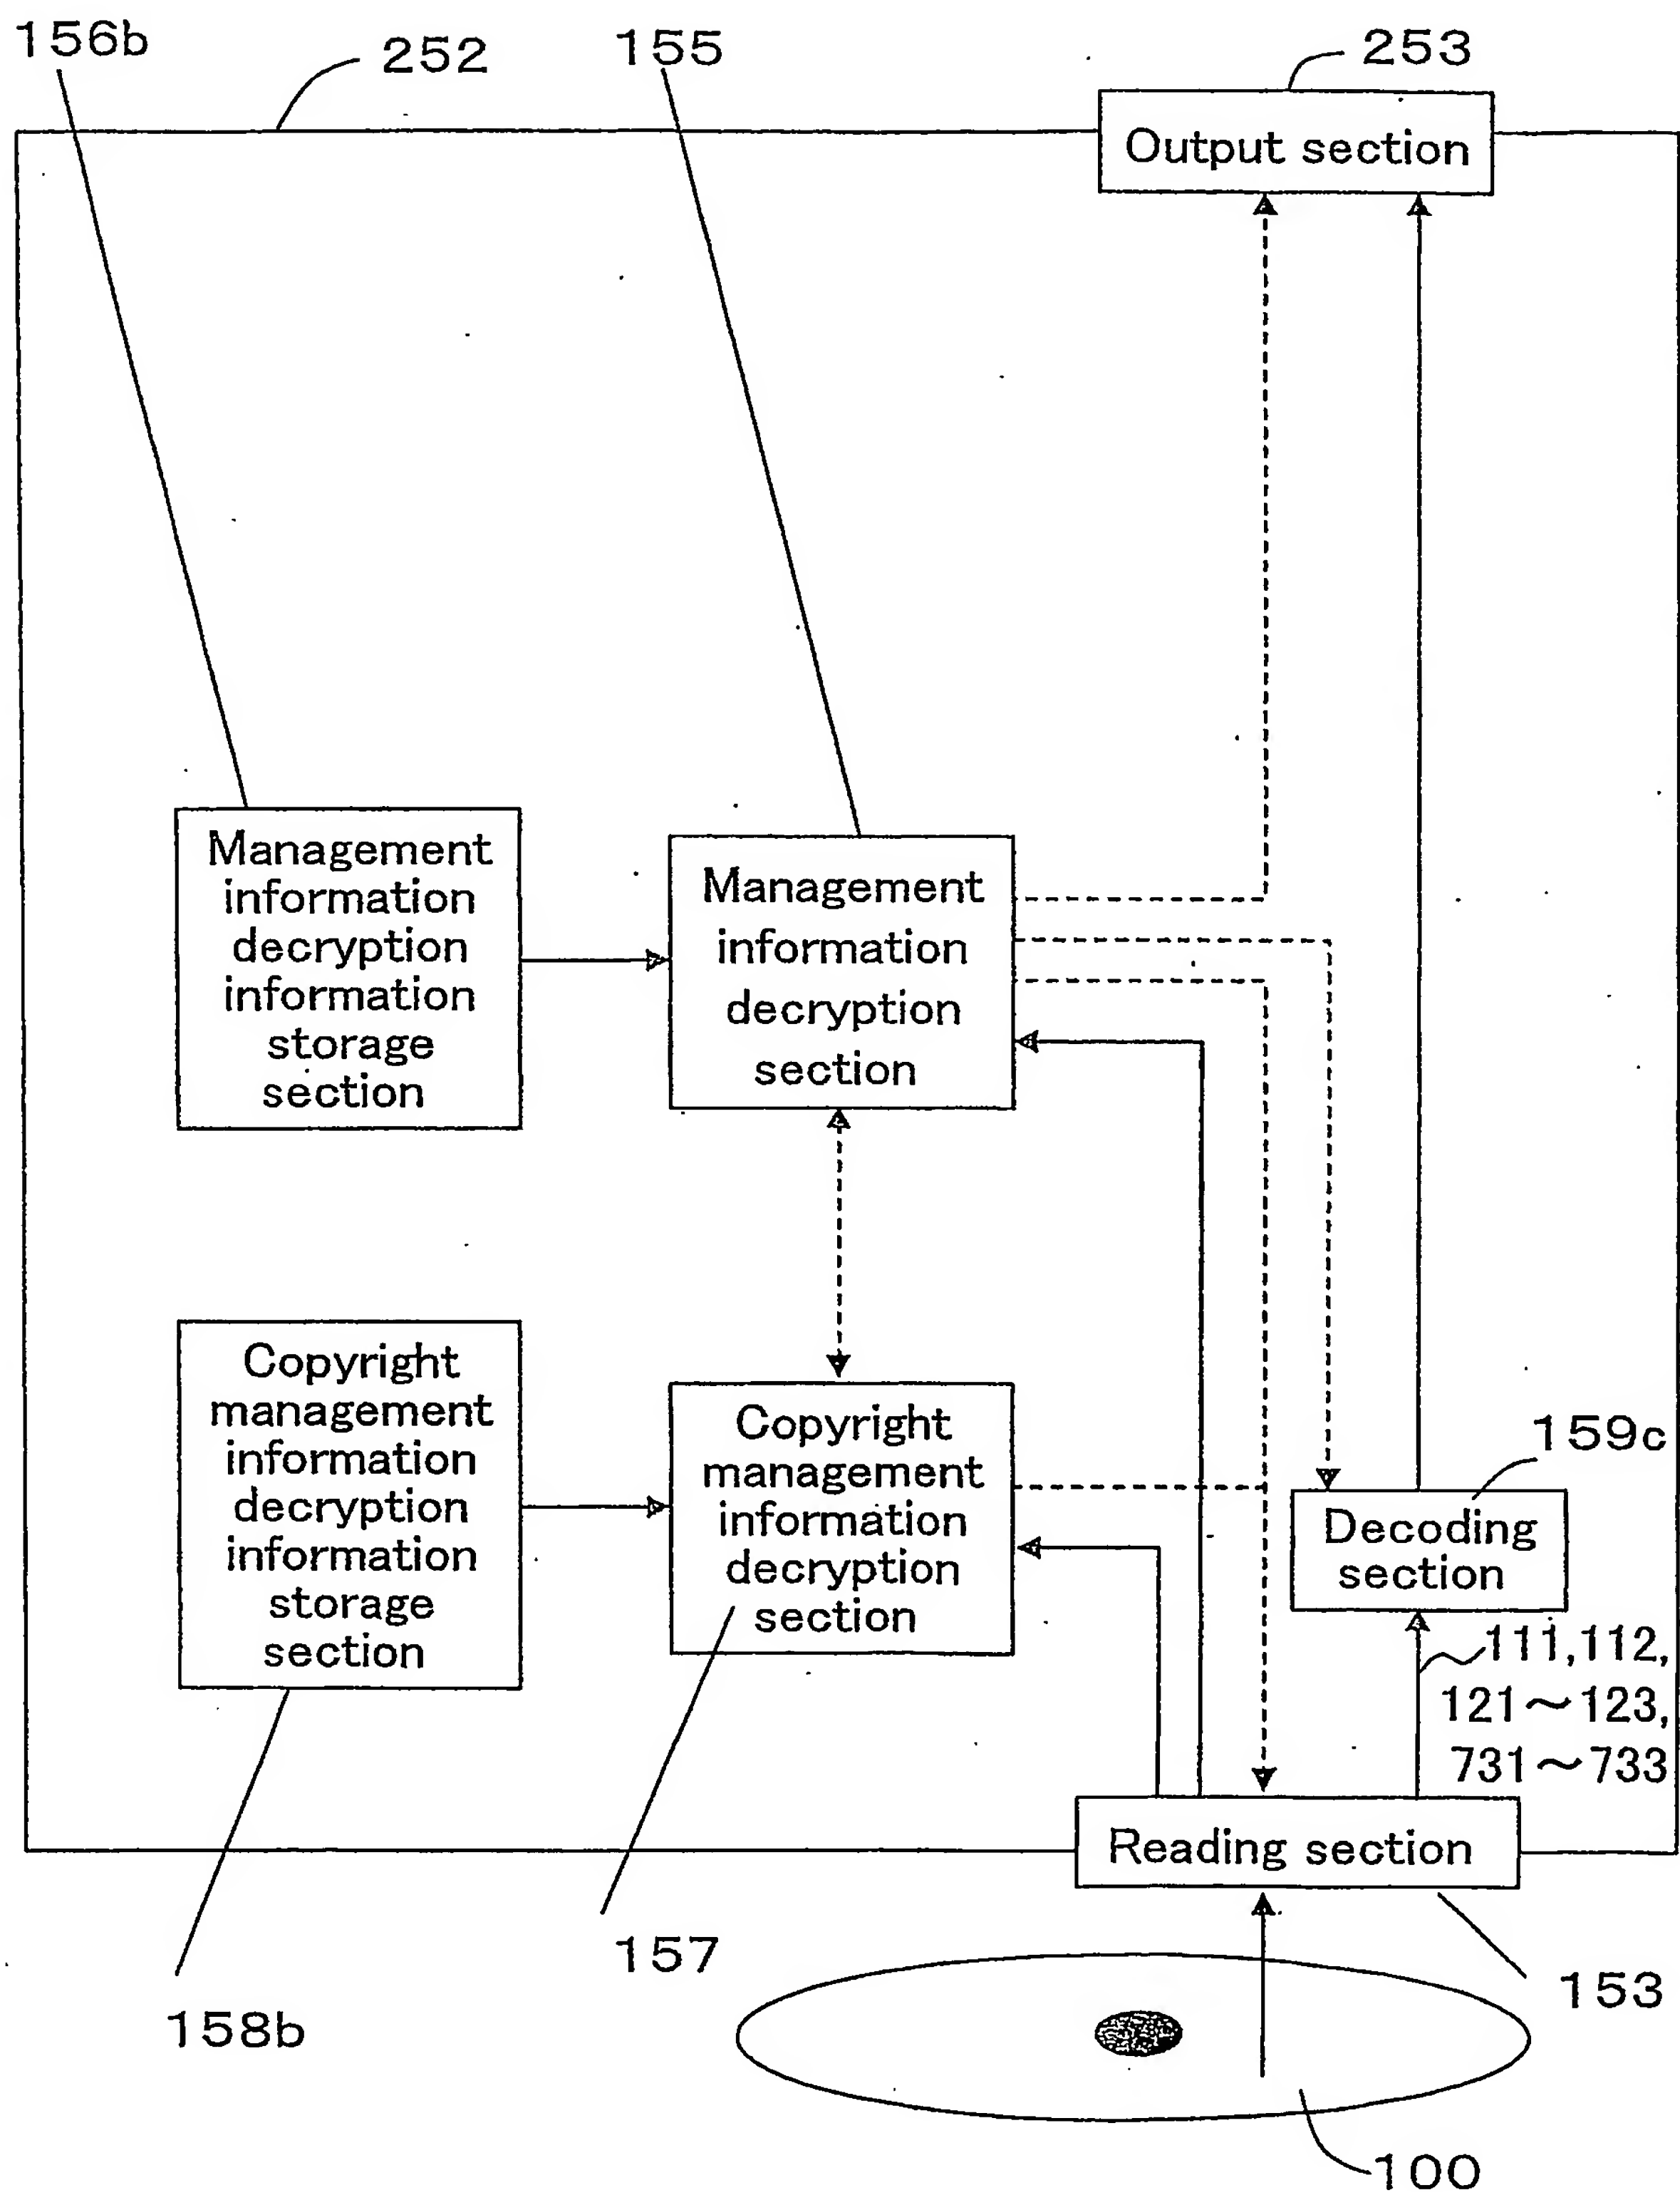 156b
252
155
253
Output section
Management
information
decryption
information
storage
section
Management
information
decryption
section
Copyright
management
information
decryption
information
storage
section
Copyright
management
information
decryption
section
159c
Decoding
section
111,112,
121～123,
731～733
Reading section
157
153
158b
100